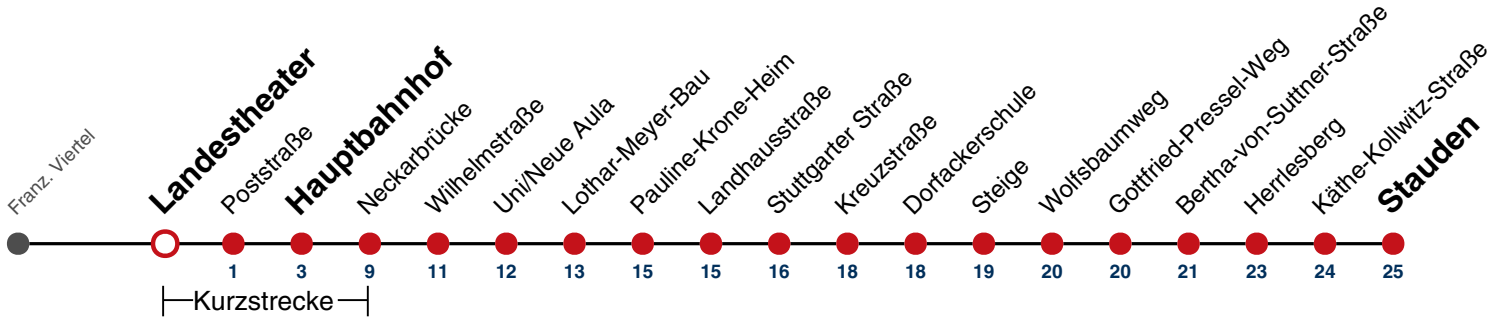 Franz. Viertel
Landestheater
Poststraße
Hauptbahnhof
Neckarbrücke
Wilhelmstraße
Uni/Neue Aula
Lothar-Meyer-Bau
Pauline-Krone-Heim
Landhausstraße
Stuttgarter Straße
Kreuzstraße
Dorfackerschule
Steige
Wolfsbaumweg
Gottfried-Pressel-Weg
Bertha-von-Suttner-Straße
Herrlesberg
Käthe-Kollwitz-Straße
Stauden
1 3 9 11 12 13 15 15 16 18 18 19 20 20 21 23 24 25
Kurzstrecke